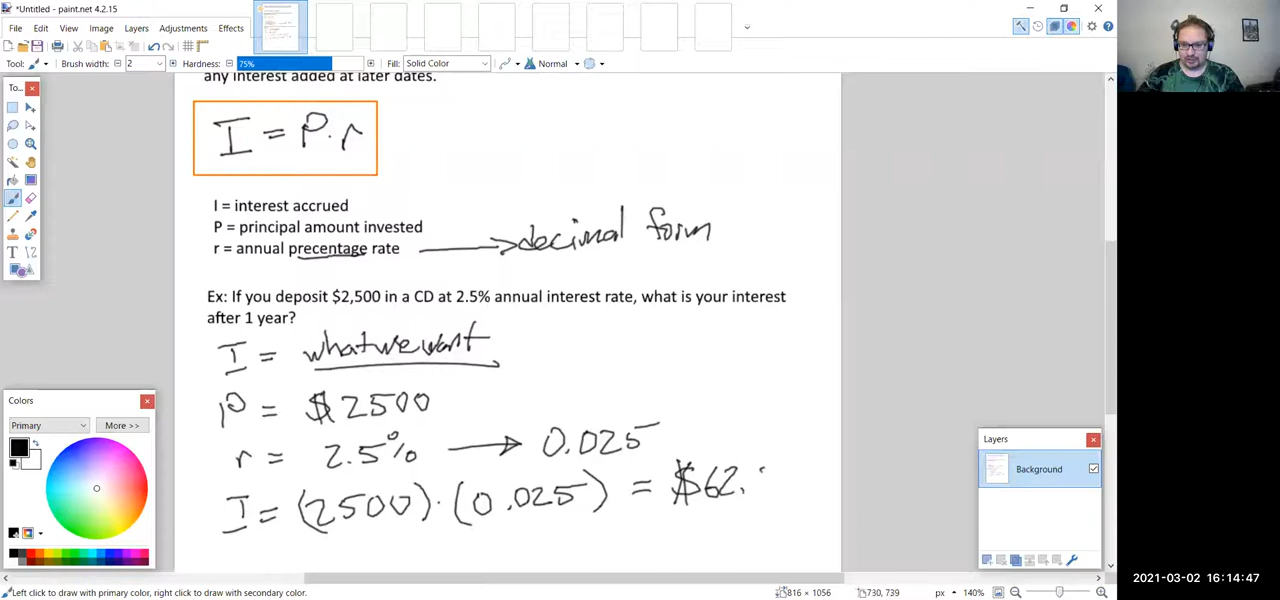 *Untitled - paint.net 4.2.15
File Edit View Image Layers Adjustments Effects
Tool: Brush width: 2 Hardness: 75% Fill: Solid Color Normal
any interest added at later dates.
I = P·r
I = interest accrued
P = principal amount invested
r = annual precentage rate → decimal form
Ex: If you deposit $2,500 in a CD at 2.5% annual interest rate, what is your interest
after 1 year?
I = what we want
P = $2500
r = 2.5% → 0.025
I = (2500)·(0.025) = $62.
To...
Colors
Primary More >>
Layers
Background
Left click to draw with primary color, right click to draw with secondary color.
816 x 1056 730, 739 px 140%
2021-03-02 16:14:47